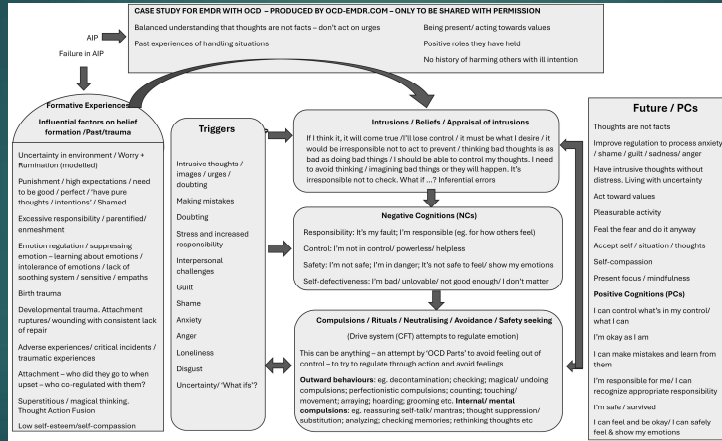 CASE STUDY FOR EMDR WITH OCD – PRODUCED BY OCD-EMDR.COM – ONLY TO BE SHARED WITH PERMISSION
Balanced understanding that thoughts are not facts – don't act on urges
Past experiences of handling situations
Being present/ acting towards values
Positive roles they have held
No history of harming others with ill intention
AIP
Failure in AIP
Formative Experiences
Influential factors on belief
formation /Past/trauma
Uncertainty in environment / Worry +
Rumination (modelled)
Punishment / high expectations / need
to be good / perfect / 'have pure
thoughts / intentions' / Shamed
Excessive responsibility / parentified/
enmeshment
Emotion regulation / suppressing
emotion – learning about emotions /
intolerance of emotions / lack of
soothing system / sensitive / empaths
Birth trauma
Developmental trauma. Attachment
ruptures/ wounding with consistent lack
of repair
Adverse experiences/ critical incidents /
traumatic experiences
Attachment – who did they go to when
upset – who co-regulated with them?
Superstitious / magical thinking.
Thought Action Fusion
Low self-esteem/self-compassion
Triggers
Intrusive thoughts /
images / urges /
doubting
Making mistakes
Doubting
Stress and increased
responsibility
Interpersonal
challenges
Guilt
Shame
Anxiety
Anger
Loneliness
Disgust
Uncertainty/ 'What ifs'?
Intrusions / Beliefs / Appraisal of intrusions
If I think it, it will come true /I'll lose control / it must be what I desire / it
would be irresponsible not to act to prevent / thinking bad thoughts is as
bad as doing bad things / I should be able to control my thoughts. I need
to avoid thinking / imagining bad things or they will happen. It's
irresponsible not to check. What if …? Inferential errors
Negative Cognitions (NCs)
Responsibility: It's my fault; I'm responsible (eg. for how others feel)
Control: I'm not in control/ powerless/ helpless
Safety: I'm not safe; I'm in danger; It's not safe to feel/ show my emotions
Self-defectiveness: I'm bad/ unlovable/ not good enough/ I don't matter
Compulsions / Rituals / Neutralising / Avoidance / Safety seeking
(Drive system (CFT) attempts to regulate emotion)
This can be anything – an attempt by 'OCD Parts' to avoid feeling out of
control – to try to regulate through action and avoid feelings
Outward behaviours: eg. decontamination; checking; magical/ undoing
compulsions; perfectionistic compulsions; counting; touching/
movement; arraying; hoarding; grooming etc. Internal/ mental
compulsions: eg. reassuring self-talk/ mantras; thought suppression/
substitution; analyzing; checking memories; rethinking thoughts etc
Future / PCs
Thoughts are not facts
Improve regulation to process anxiety
/ shame / guilt / sadness/ anger
Have intrusive thoughts without
distress. Living with uncertainty
Act toward values
Pleasurable activity
Feel the fear and do it anyway
Accept self / situation / thoughts
Self-compassion
Present focus / mindfulness
Positive Cognitions (PCs)
I can control what's in my control/
what I can
I'm okay as I am
I can make mistakes and learn from
them
I'm responsible for me/ I can
recognize appropriate responsibility
I'm safe / survived
I can feel and be okay/ I can safely
feel & show my emotions